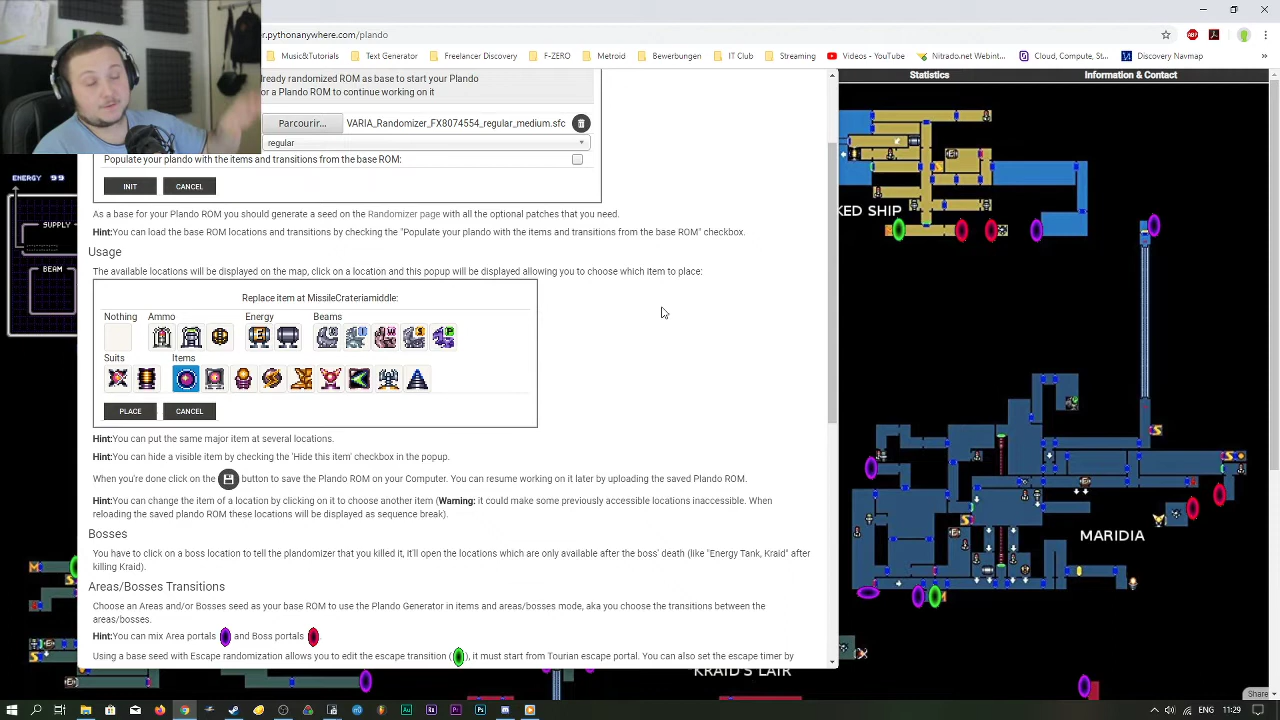 r.pythonanywhere.com/plando
Music&Tutorials
Text Generator
Freelancer Discovery
F-ZERO
Metroid
Bewerbungen
IT Club
Streaming
Videos - YouTube
Nitrado.net Webint...
Cloud, Compute, St...
Discovery Navmap
Statistics
Information & Contact
already randomized ROM as base to start your Plando
or a Plando ROM to continue working on it
Parcourir...
VARIA_Randomizer_FX8074554_regular_medium.sfc
regular
Populate your plando with the items and transitions from the base ROM:
INIT
CANCEL
As a base for your Plando ROM you should generate a seed on the Randomizer page with all the optional patches that you need.
Hint:You can load the base ROM locations and transitions by checking the "Populate your plando with the items and transitions from the base ROM" checkbox.
Usage
The available locations will be displayed on the map, click on a location and this popup will be displayed allowing you to choose which item to place:
Replace item at MissileCrateriamiddle:
Nothing
Ammo
Energy
Beams
Suits
Items
PLACE
CANCEL
Hint:You can put the same major item at several locations.
Hint:You can hide a visible item by checking the 'Hide this item' checkbox in the popup.
When you're done click on the button to save the Plando ROM on your Computer. You can resume working on it later by uploading the saved Plando ROM.
Hint:You can change the item of a location by clicking on it to choose another item (Warning: it could make some previously accessible locations inaccessible. When
reloading the saved plando ROM these locations will be displayed as sequence break).
Bosses
You have to click on a boss location to tell the plandomizer that you killed it, it'll open the locations which are only available after the boss' death (like "Energy Tank, Kraid" after
killing Kraid).
Areas/Bosses Transitions
Choose an Areas and/or Bosses seed as your base ROM to use the Plando Generator in items and areas/bosses mode, aka you choose the transitions between the
areas/bosses.
Hint:You can mix Area portals and Boss portals
Using a base seed with Escape randomization allows you to edit the escape transition ( ), it must start from Tourian escape portal. You can also set the escape timer by
ENERGY 99
SUPPLY
BEAM
KED SHIP
MARIDIA
KRAID'S LAIR
Share
ENG
11:29